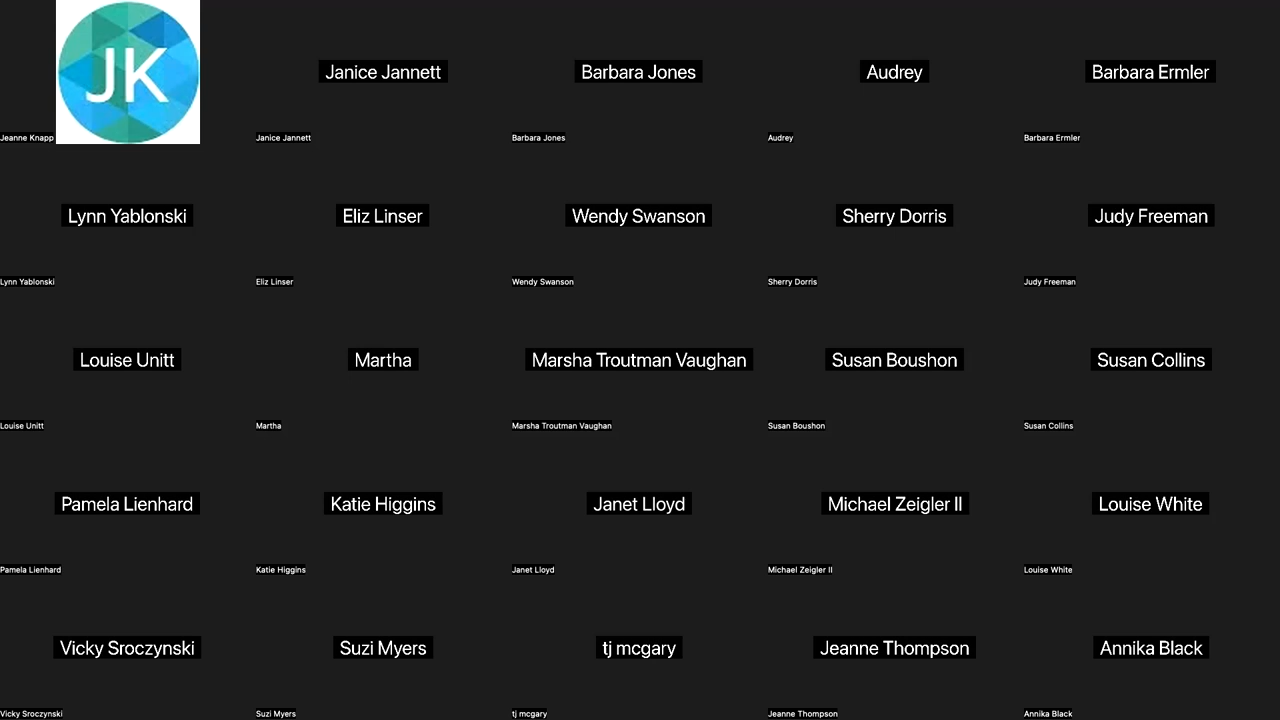 JK
Janice Jannett
Barbara Jones
Audrey
Barbara Ermler
Jeanne Knapp
Janice Jannett
Barbara Jones
Audrey
Barbara Ermler
Lynn Yablonski
Eliz Linser
Wendy Swanson
Sherry Dorris
Judy Freeman
Lynn Yablonski
Eliz Linser
Wendy Swanson
Sherry Dorris
Judy Freeman
Louise Unitt
Martha
Marsha Troutman Vaughan
Susan Boushon
Susan Collins
Louise Unitt
Martha
Marsha Troutman Vaughan
Susan Boushon
Susan Collins
Pamela Lienhard
Katie Higgins
Janet Lloyd
Michael Zeigler II
Louise White
Pamela Lienhard
Katie Higgins
Janet Lloyd
Michael Zeigler II
Louise White
Vicky Sroczynski
Suzi Myers
tj mcgary
Jeanne Thompson
Annika Black
Vicky Sroczynski
Suzi Myers
tj mcgary
Jeanne Thompson
Annika Black